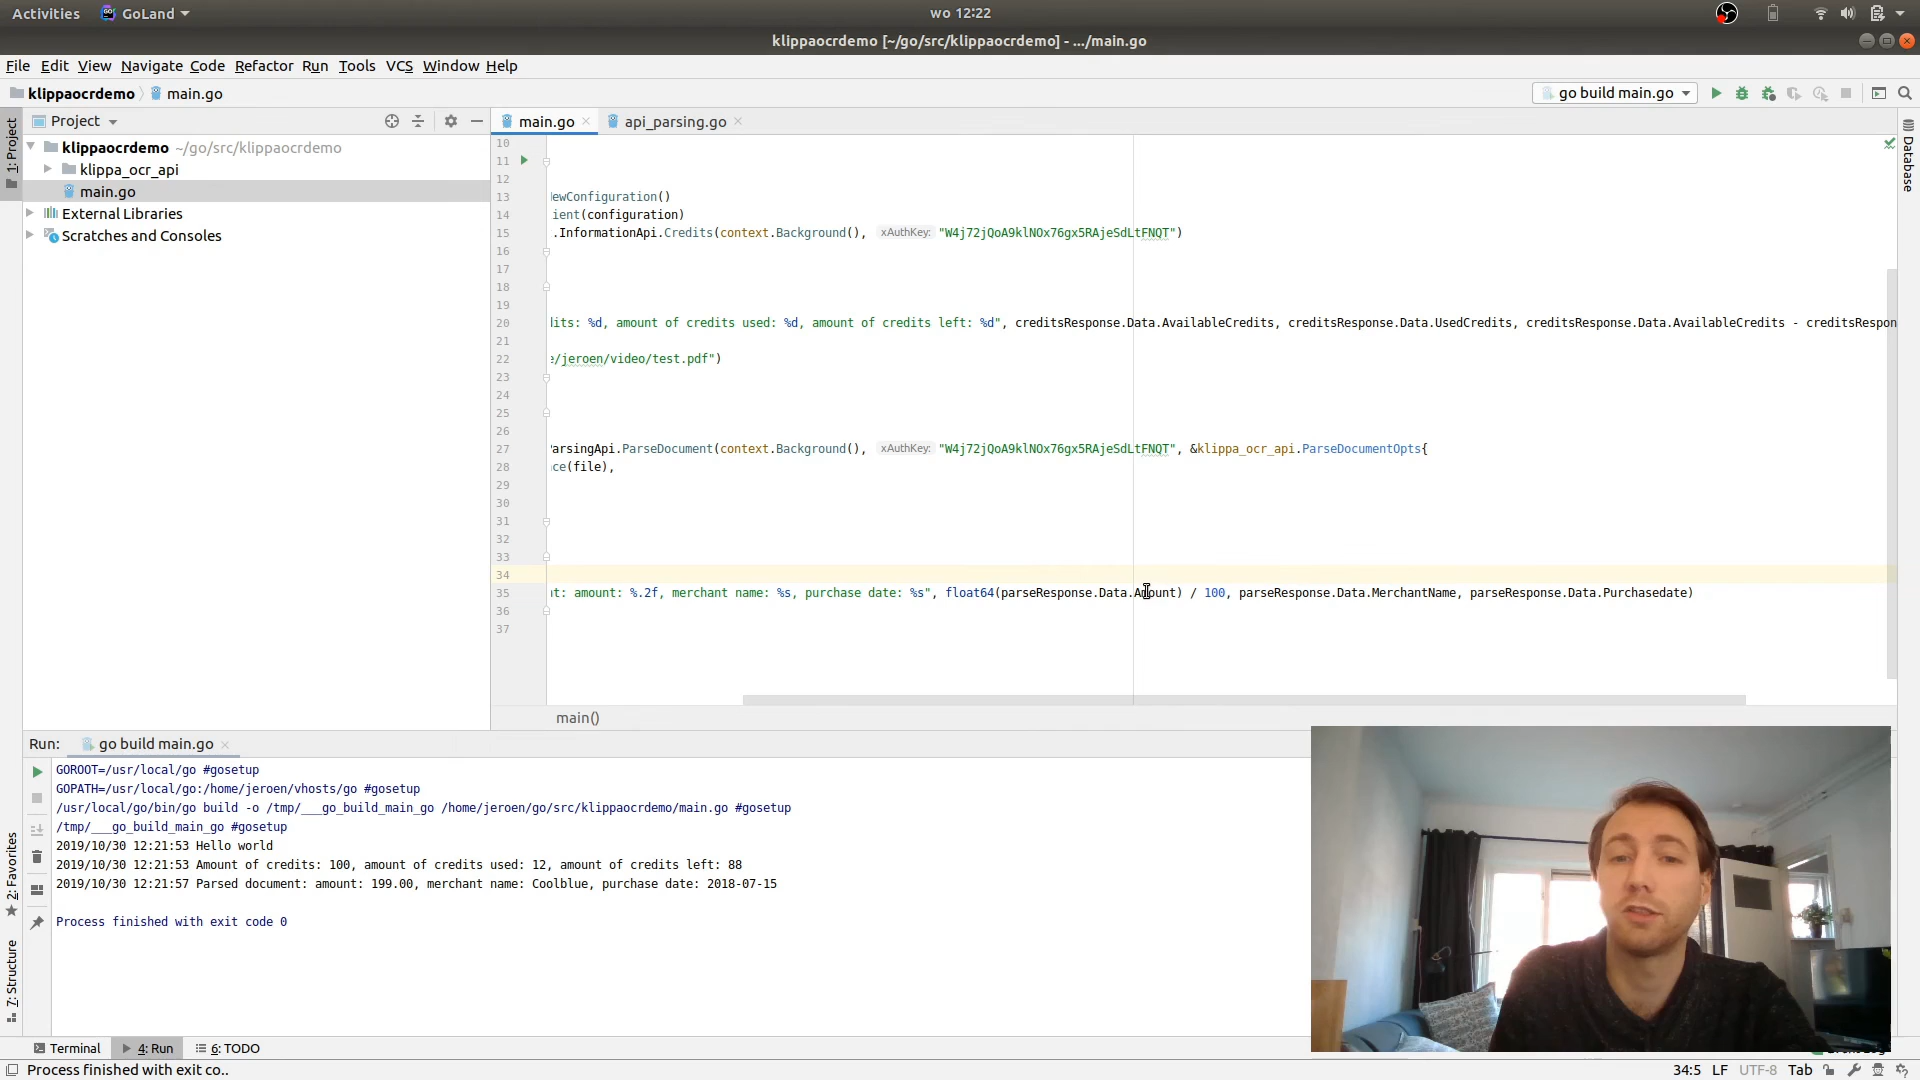 Activities GoLand wo 12:22
klippaocrdemo [~/go/src/klippaocrdemo] - .../main.go
File Edit View Navigate Code Refactor Run Tools VCS Window Help
klippaocrdemo main.go go build main.go
1: Project
Project
klippaocrdemo ~/go/src/klippaocrdemo
klippa_ocr_api
main.go
External Libraries
Scratches and Consoles
main.go api_parsing.go
Database
10
11
12
13 ewConfiguration()
14 ient(configuration)
15 .InformationApi.Credits(context.Background(), xAuthKey: "W4j72jQoA9klNOx76gx5RAjeSdLtFNQT")
16
17
18
19
20 dits: %d, amount of credits used: %d, amount of credits left: %d", creditsResponse.Data.AvailableCredits, creditsResponse.Data.UsedCredits, creditsResponse.Data.AvailableCredits - creditsRespon
21
22 e/jeroen/video/test.pdf")
23
24
25
26
27 ParsingApi.ParseDocument(context.Background(), xAuthKey: "W4j72jQoA9klNOx76gx5RAjeSdLtFNQT", &klippa_ocr_api.ParseDocumentOpts{
28 ce(file),
29
30
31
32
33
34
35 nt: amount: %.2f, merchant name: %s, purchase date: %s", float64(parseResponse.Data.Amount) / 100, parseResponse.Data.MerchantName, parseResponse.Data.Purchasedate)
36
37
main()
Run: go build main.go
GOROOT=/usr/local/go #gosetup
GOPATH=/usr/local/go:/home/jeroen/vhosts/go #gosetup
/usr/local/go/bin/go build -o /tmp/___go_build_main_go /home/jeroen/go/src/klippaocrdemo/main.go #gosetup
/tmp/___go_build_main_go #gosetup
2019/10/30 12:21:53 Hello world
2019/10/30 12:21:53 Amount of credits: 100, amount of credits used: 12, amount of credits left: 88
2019/10/30 12:21:57 Parsed document: amount: 199.00, merchant name: Coolblue, purchase date: 2018-07-15
Process finished with exit code 0
2: Favorites
7: Structure
Terminal 4: Run 6: TODO
Process finished with exit co.. 34:5 LF UTF-8 Tab